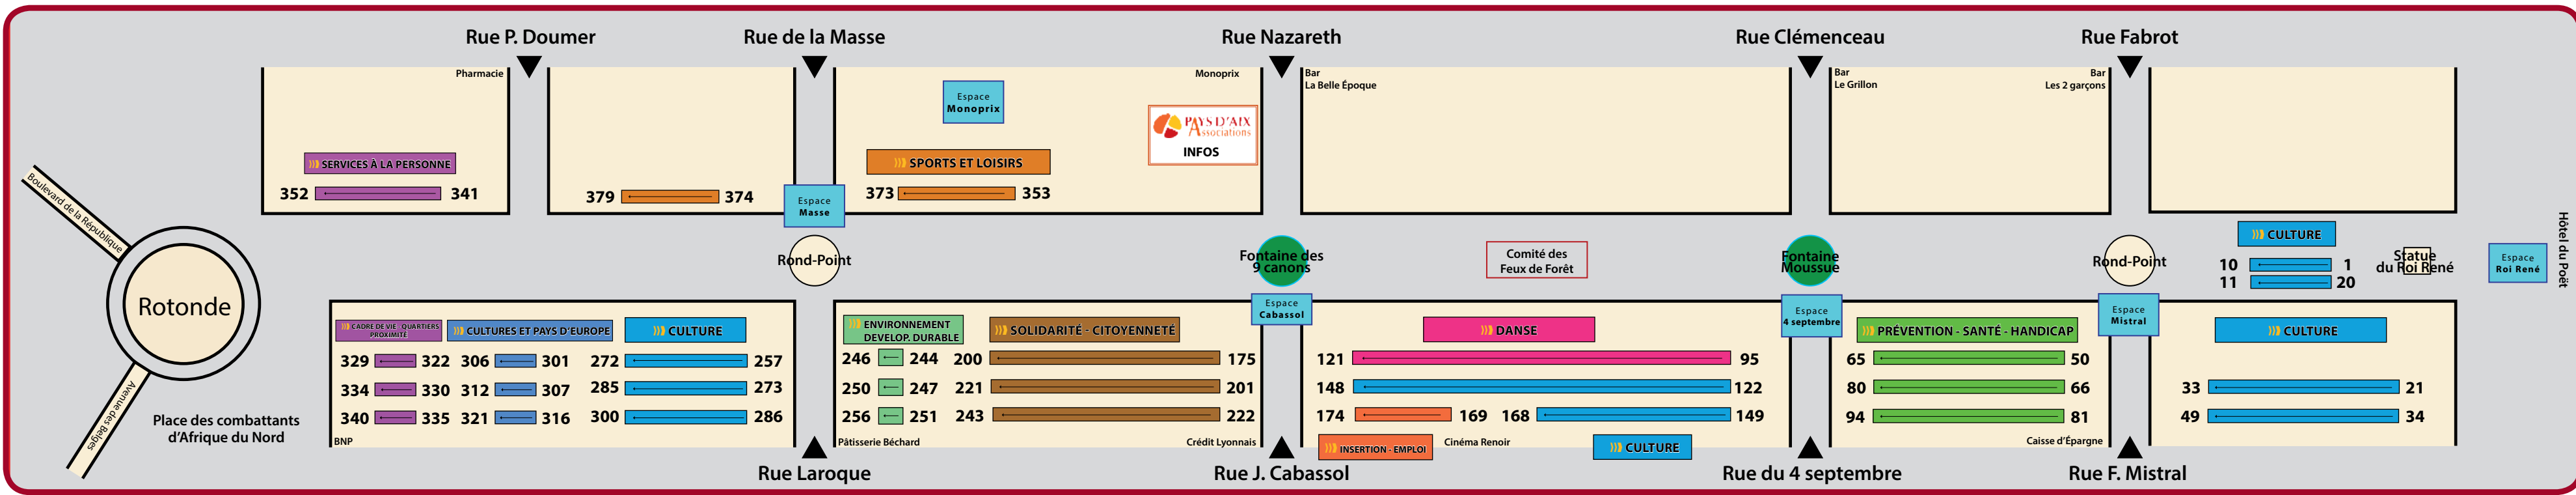 Rue P. Doumer
Rue de la Masse
Rue Nazareth
Rue Clémenceau
Rue Fabrot
Pharmacie
Monoprix
Bar
La Belle Époque
Bar
Le Grillon
Bar
Les 2 garçons
Espace
Monoprix
PAYS D'AIX
Associations
INFOS
SERVICES À LA PERSONNE
352 341
379 374
SPORTS ET LOISIRS
373 353
Espace
Masse
Boulevard de la République
Rotonde
Avenue des Belges
Place des combattants
d'Afrique du Nord
Rond-Point
Fontaine des
9 canons
Comité des
Feux de Forêt
Fontaine
Moussue
Rond-Point
CULTURE
10 1
11 20
Statue
du Roi René
Espace
Roi René
Hôtel du Poët
Espace
Cabassol
Espace
4 septembre
Espace
Mistral
CADRE DE VIE - QUARTIERS
PROXIMITÉ
329 322
334 330
340 335
BNP
CULTURES ET PAYS D'EUROPE
306 301
312 307
321 316
CULTURE
272 257
285 273
300 286
ENVIRONNEMENT
DEVELOP. DURABLE
246 244
250 247
256 251
Pâtisserie Béchard
SOLIDARITÉ - CITOYENNETÉ
200 175
221 201
243 222
Crédit Lyonnais
DANSE
121 95
148 122
174 169 168 149
INSERTION - EMPLOI
Cinéma Renoir
CULTURE
PRÉVENTION - SANTÉ - HANDICAP
65 50
80 66
94 81
Caisse d'Épargne
CULTURE
33 21
49 34
Rue Laroque
Rue J. Cabassol
Rue du 4 septembre
Rue F. Mistral